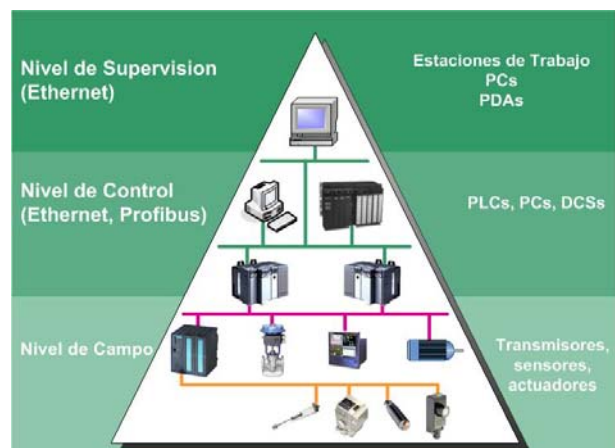 Nivel de Supervision
(Ethernet)
Estaciones de Trabajo
PCs
PDAs
Nivel de Control
(Ethernet, Profibus)
PLCs, PCs, DCSs
Nivel de Campo
Transmisores,
sensores,
actuadores